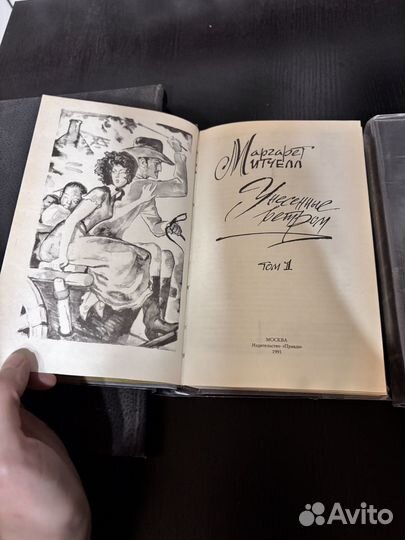 Маргарет
Митчелл
Унесенные
ветром
том 1
МОСКВА
Издательство «Правда»
1991
Avito